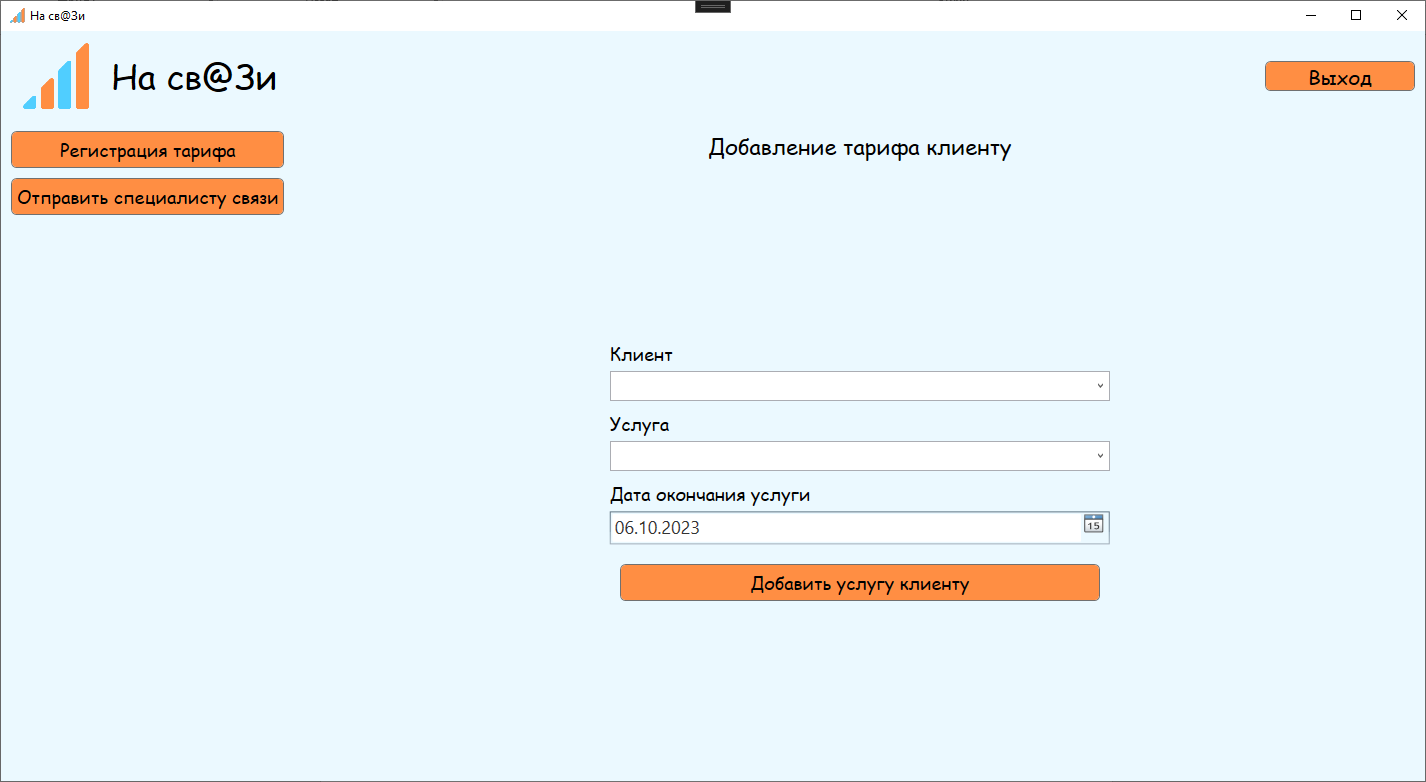 На св@Зи
На св@Зи
Выход
Регистрация тарифа
Добавление тарифа клиенту
Отправить специалисту связи
Клиент
Услуга
Дата окончания услуги
06.10.2023
15
Добавить услугу клиенту